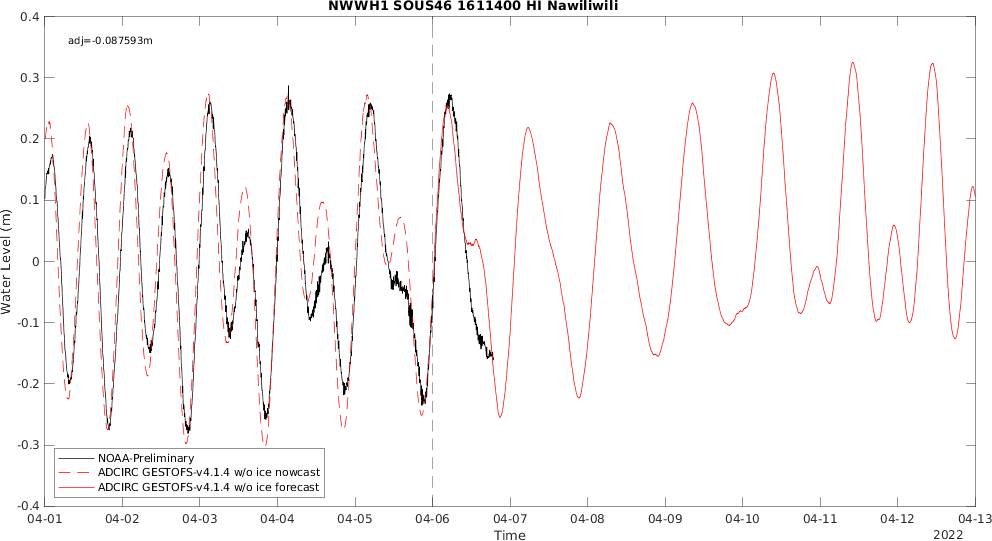 NWWH1 SOUS46 1611400 HI Nawiliwili
adj=-0.087593m
Water Level (m)
0.4
0.3
0.2
0.1
0
-0.1
-0.2
-0.3
-0.4
NOAA-Preliminary
ADCIRC GESTOFS-v4.1.4 w/o ice nowcast
ADCIRC GESTOFS-v4.1.4 w/o ice forecast
04-01 04-02 04-03 04-04 04-05 04-06 04-07 04-08 04-09 04-10 04-11 04-12 04-13
Time
2022